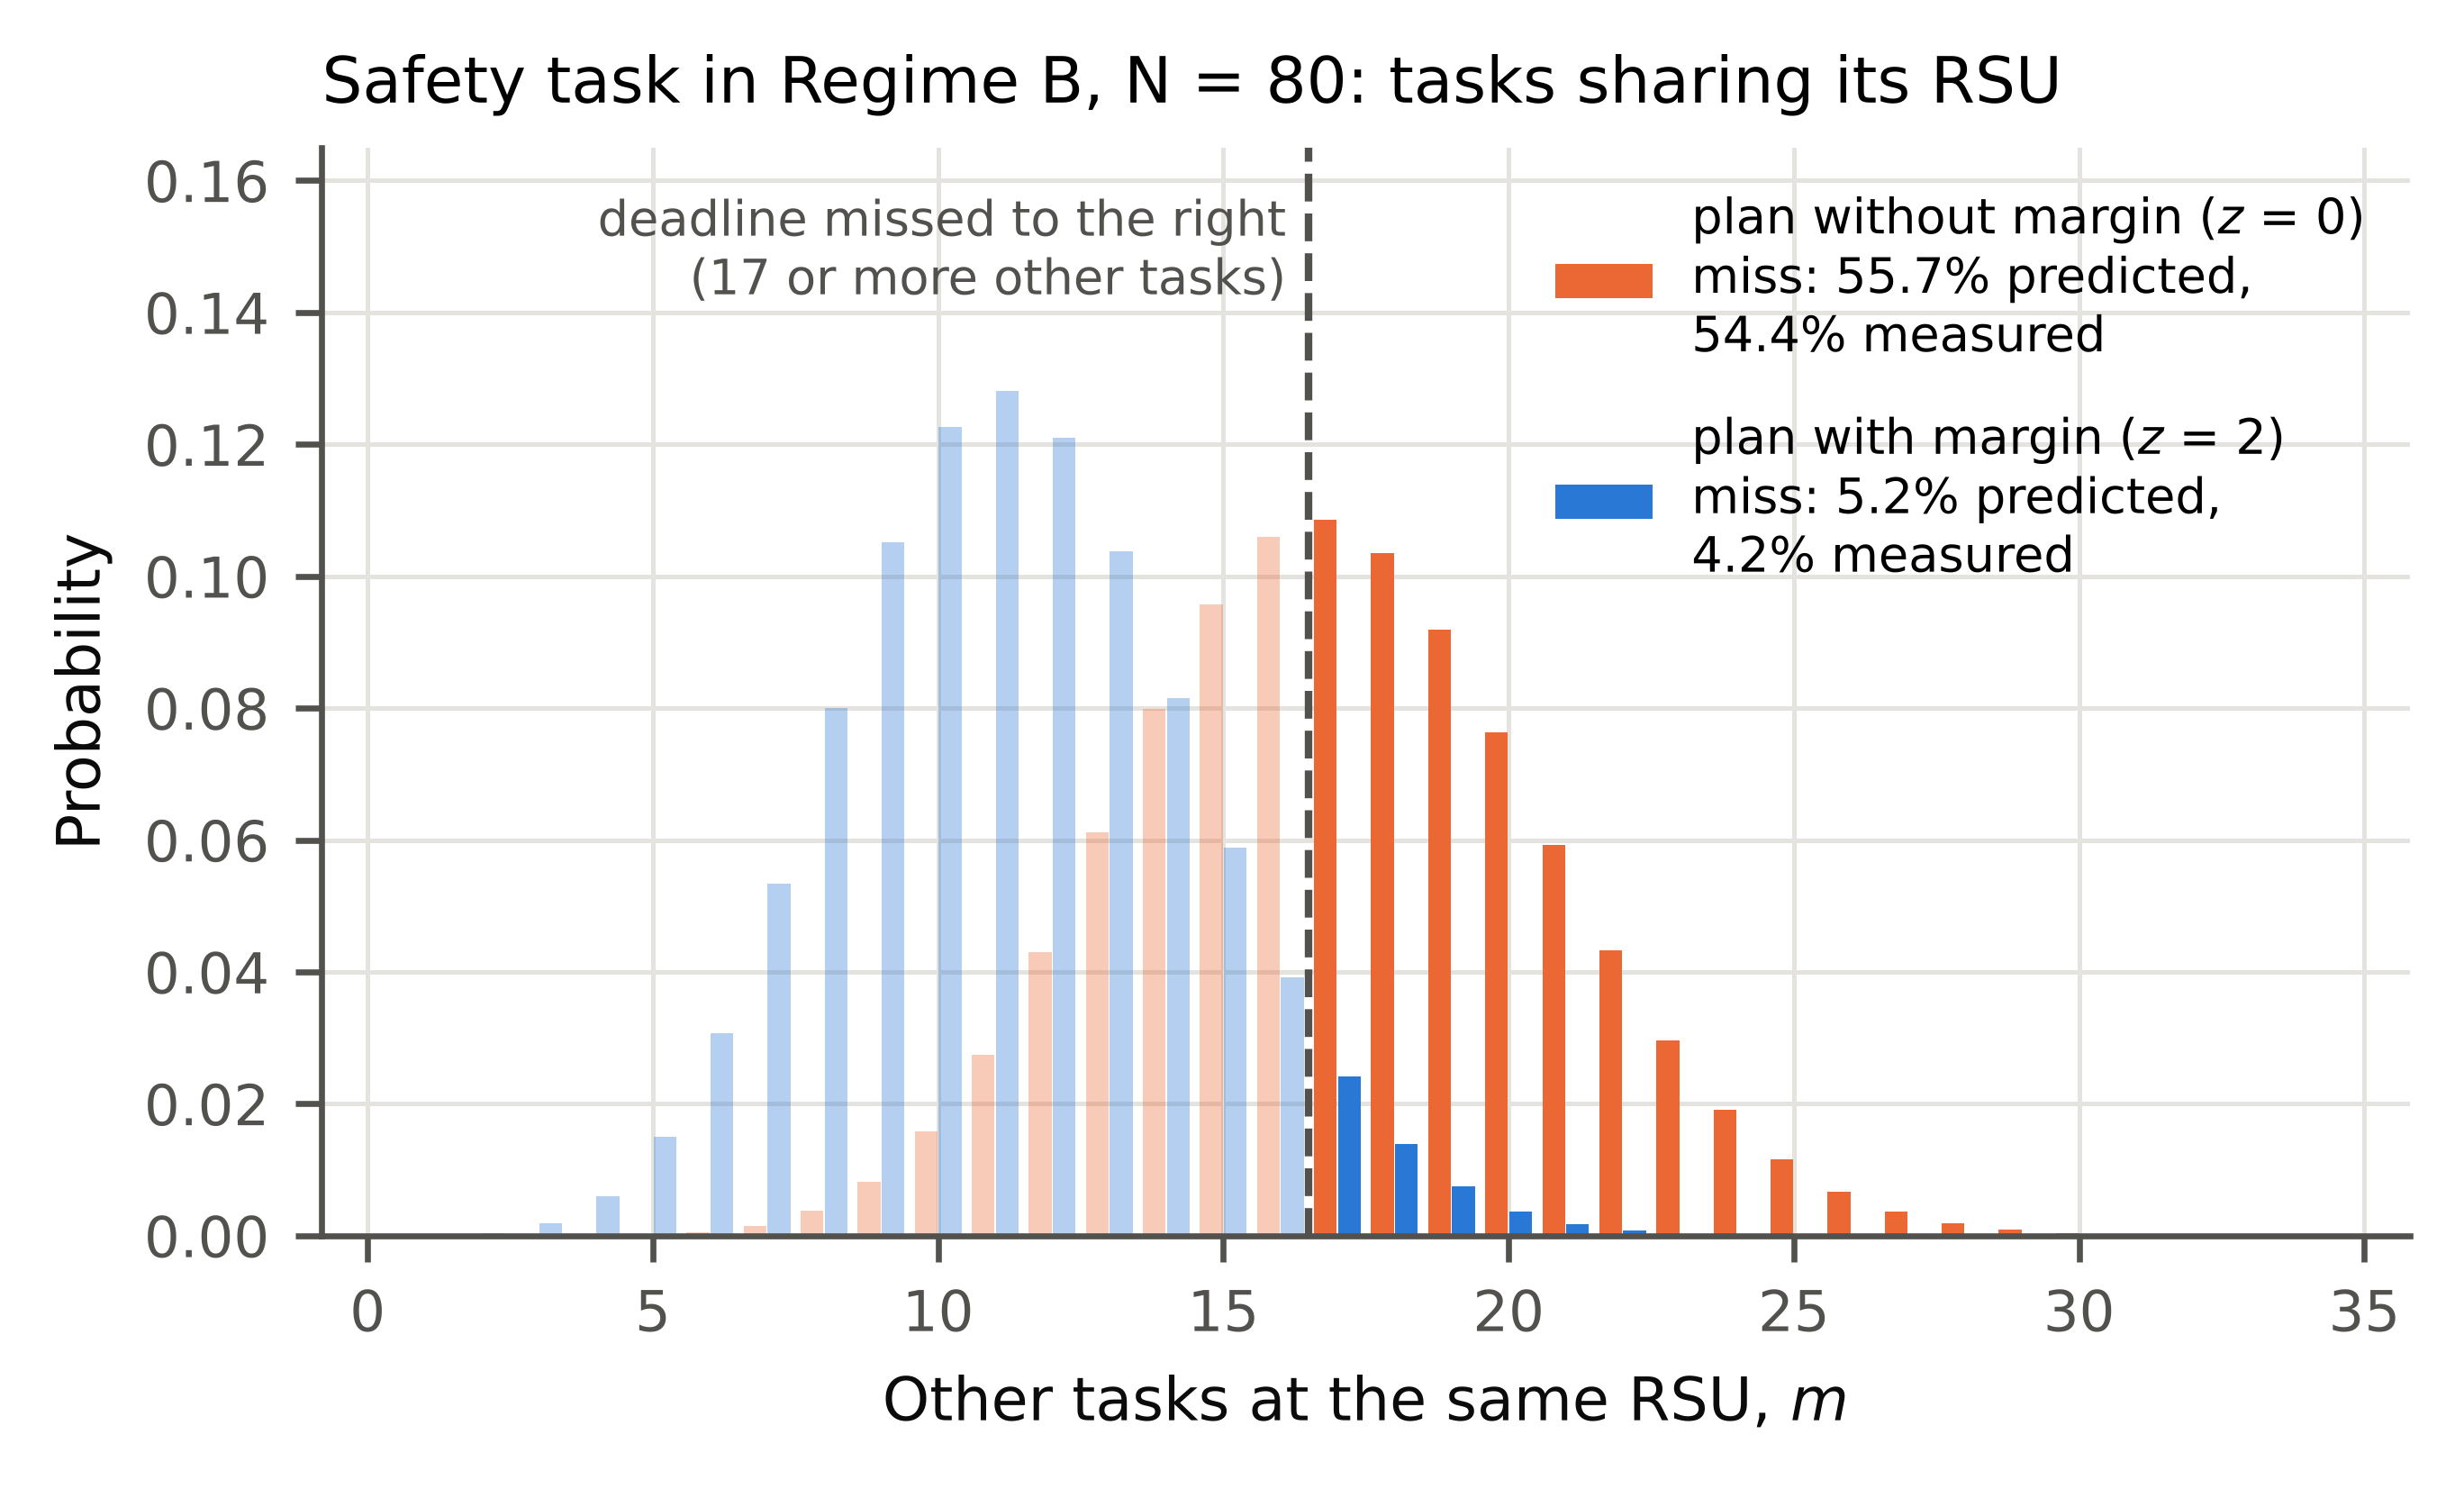 Safety task in Regime B, N = 80: tasks sharing its RSU
deadline missed to the right
(17 or more other tasks)
plan without margin (z = 0)
miss: 55.7% predicted,
54.4% measured
plan with margin (z = 2)
miss: 5.2% predicted,
4.2% measured
Probability
0.16
0.14
0.12
0.10
0.08
0.06
0.04
0.02
0.00
0 5 10 15 20 25 30 35
Other tasks at the same RSU, m